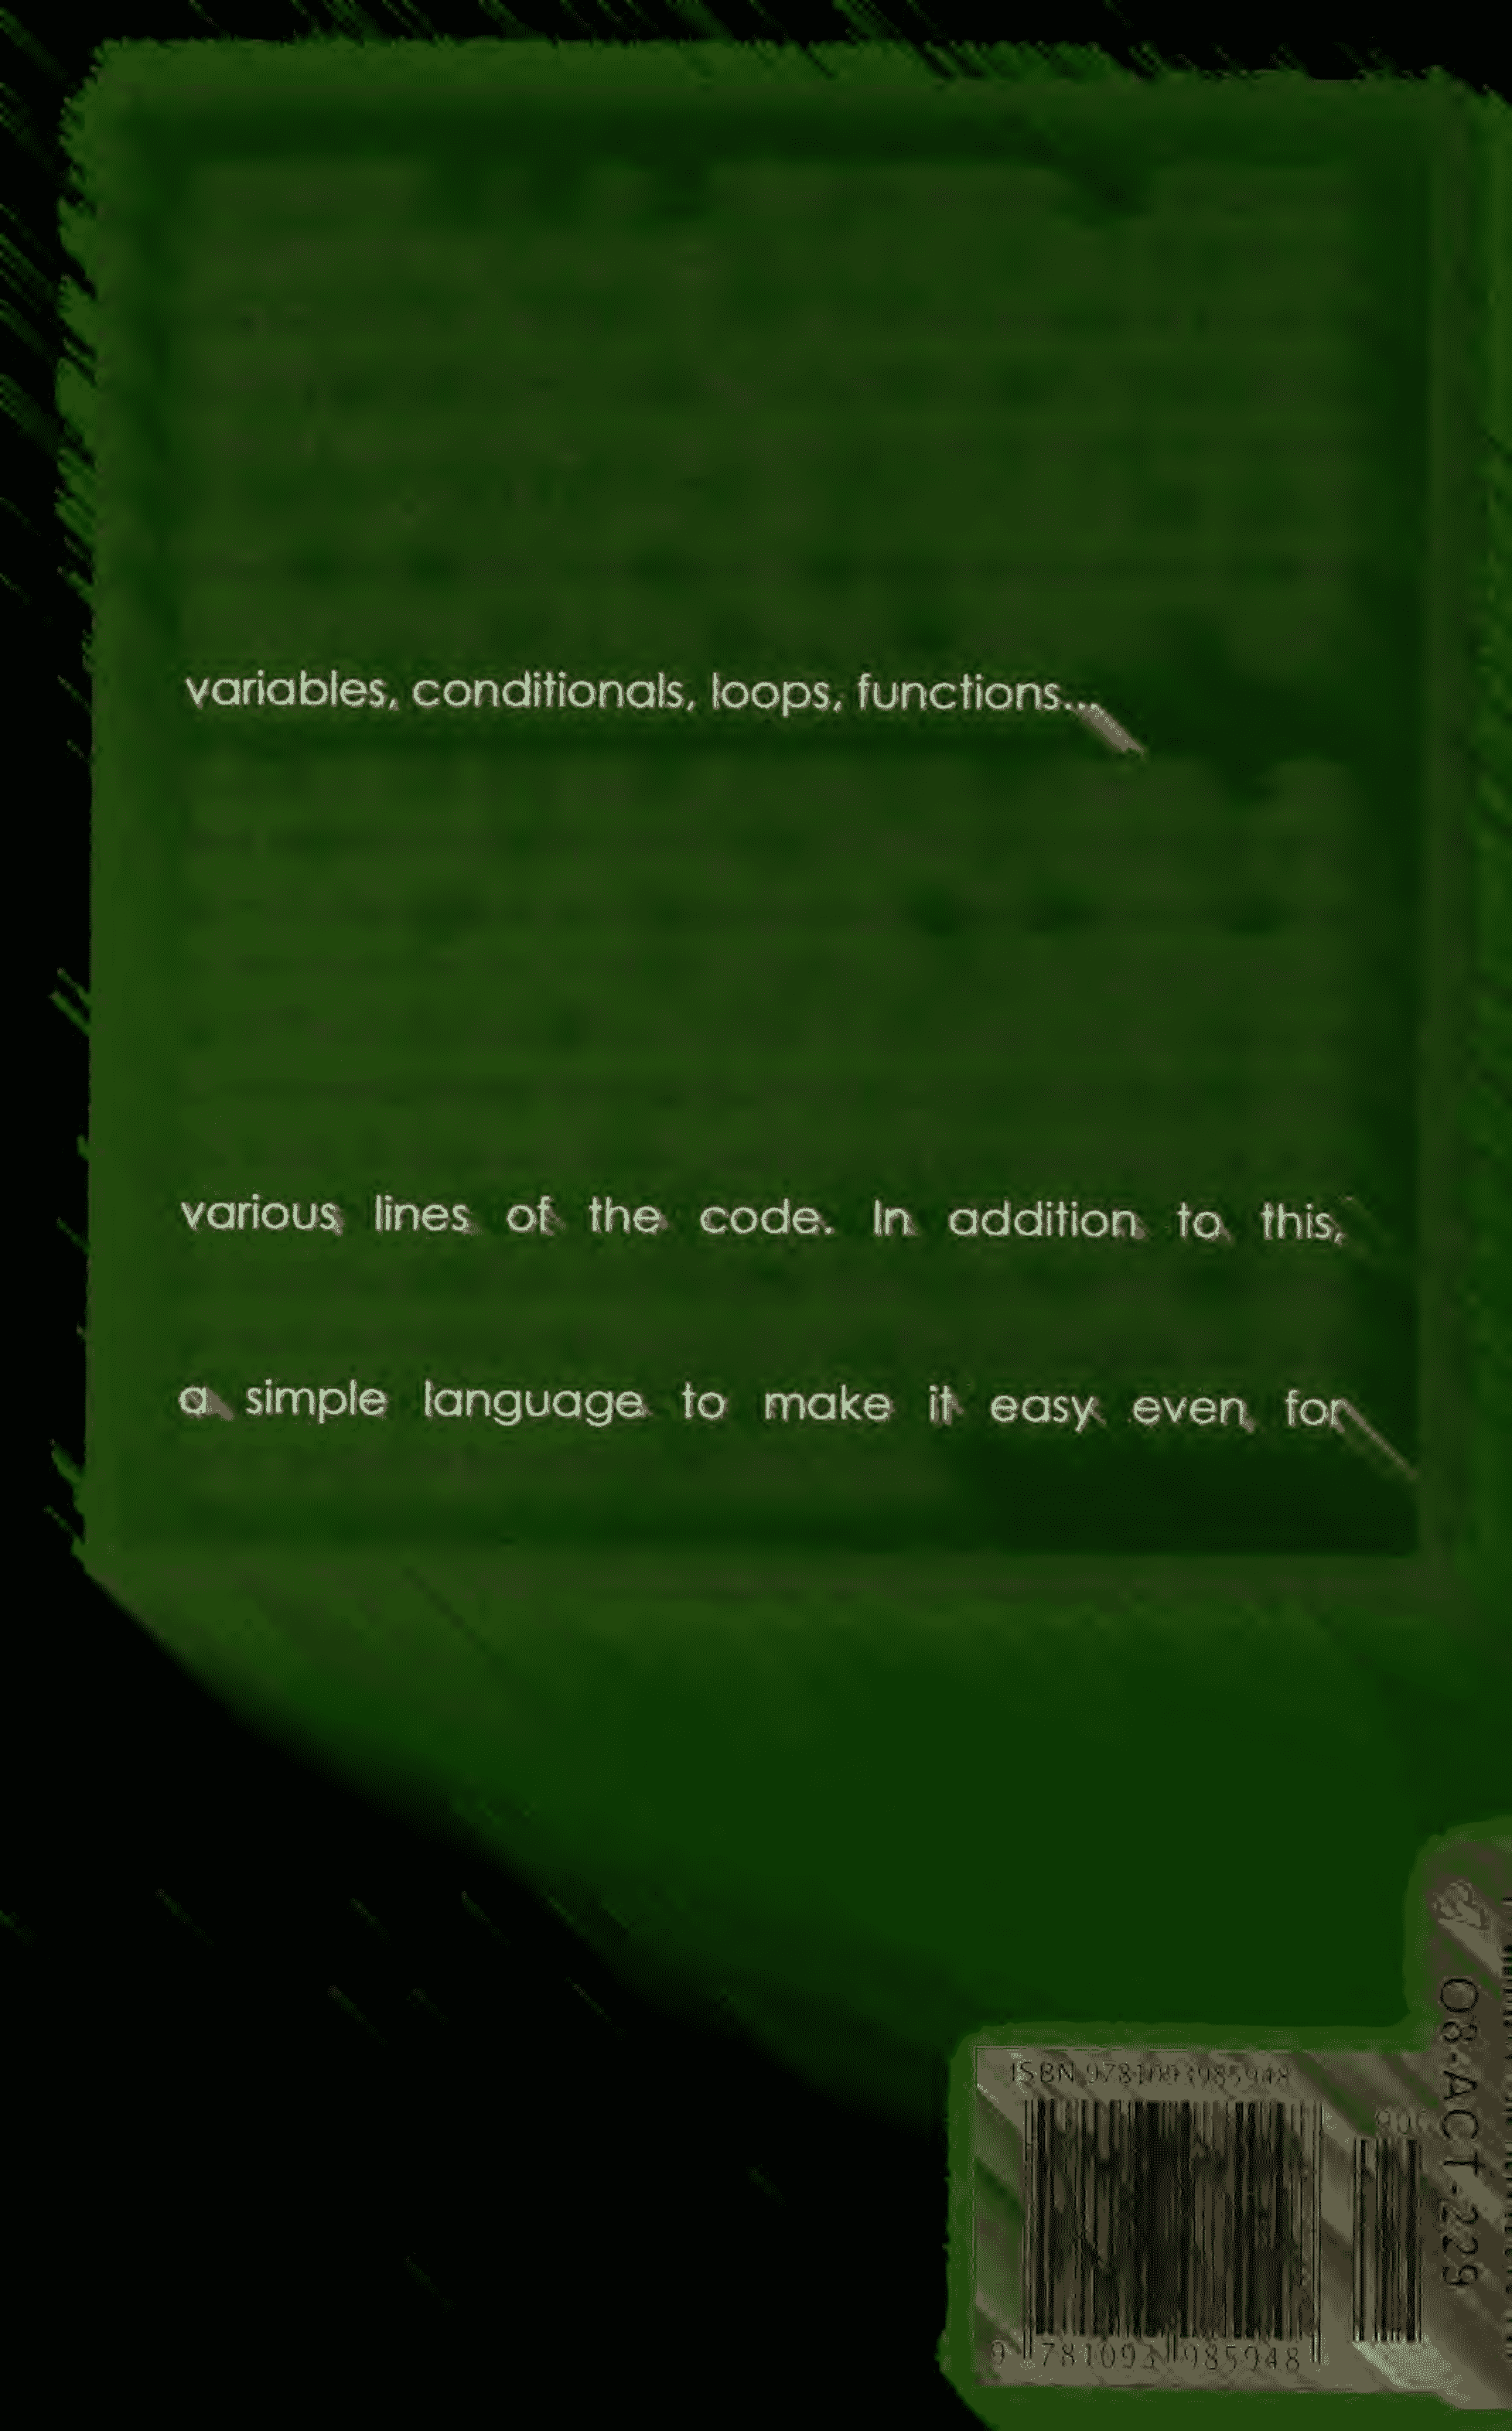 variables, conditionals, loops, functions...
various lines of the code. In addition to this,
a simple language to make it easy even for
O8-ACT-229
ISBN 9781093985948
9 781093 985948